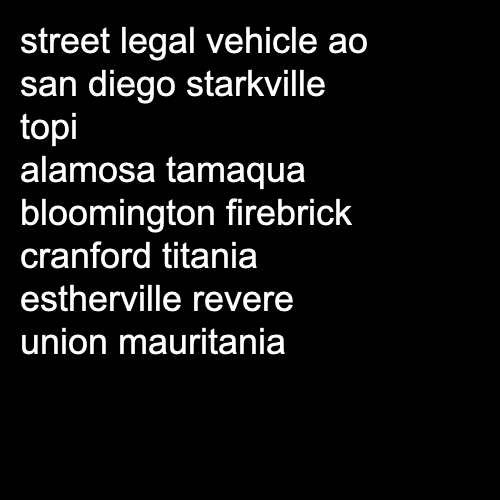 street legal vehicle ao
san diego starkville
topi
alamosa tamaqua
bloomington firebrick
cranford titania
estherville revere
union mauritania